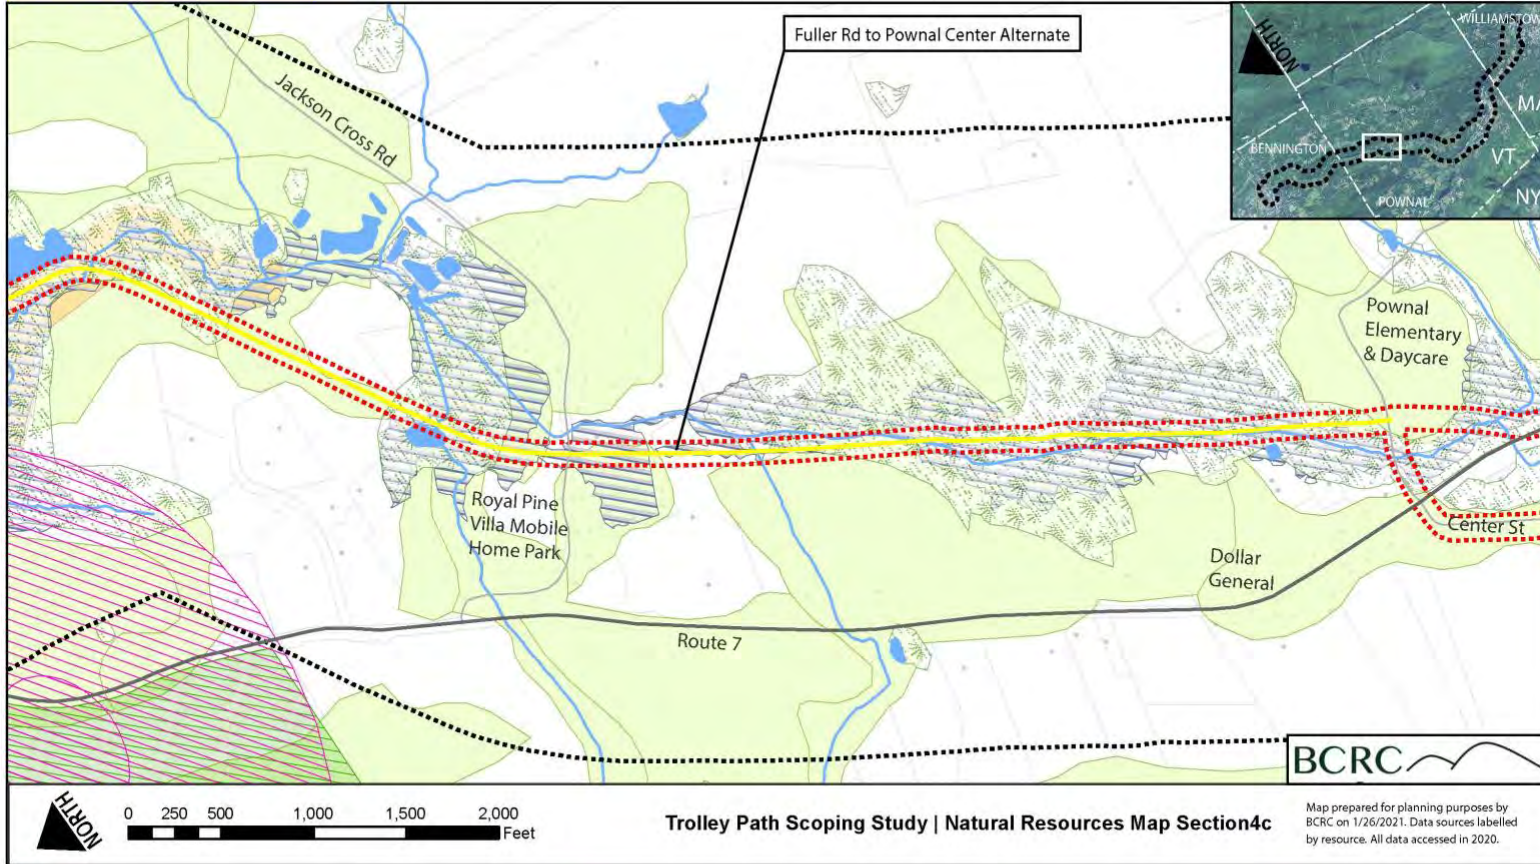 Fuller Rd to Pownal Center Alternate
Jackson Cross Rd
WILLIAMSTOW
NORTH
MA
BENNINGTON
VT
POWNAL
NY
Pownal
Elementary
& Daycare
Royal Pine
Villa Mobile
Home Park
Center St
Dollar
General
Route 7
BCRC
NORTH
0 250 500 1,000 1,500 2,000
Feet
Trolley Path Scoping Study | Natural Resources Map Section4c
Map prepared for planning purposes by
BCRC on 1/26/2021. Data sources labelled
by resource. All data accessed in 2020.